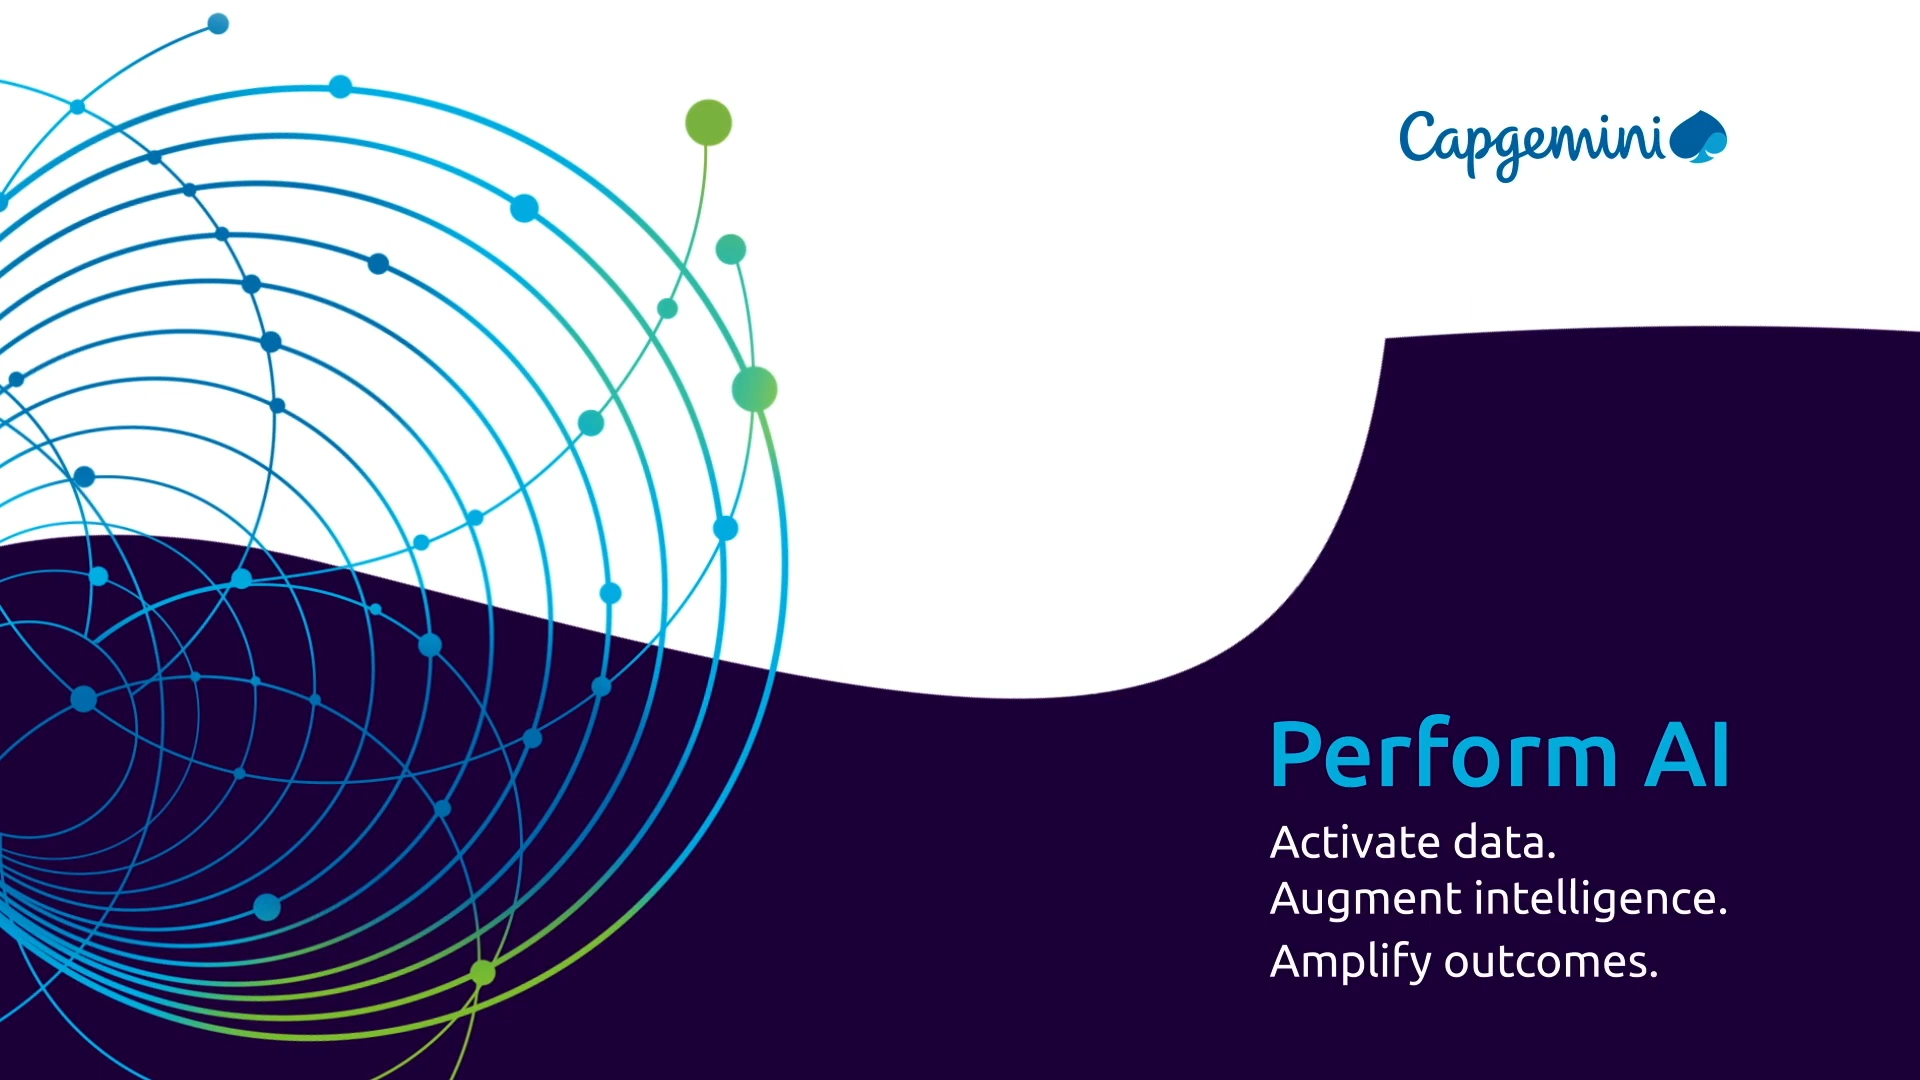 Capgemini
Perform AI
Activate data.
Augment intelligence.
Amplify outcomes.